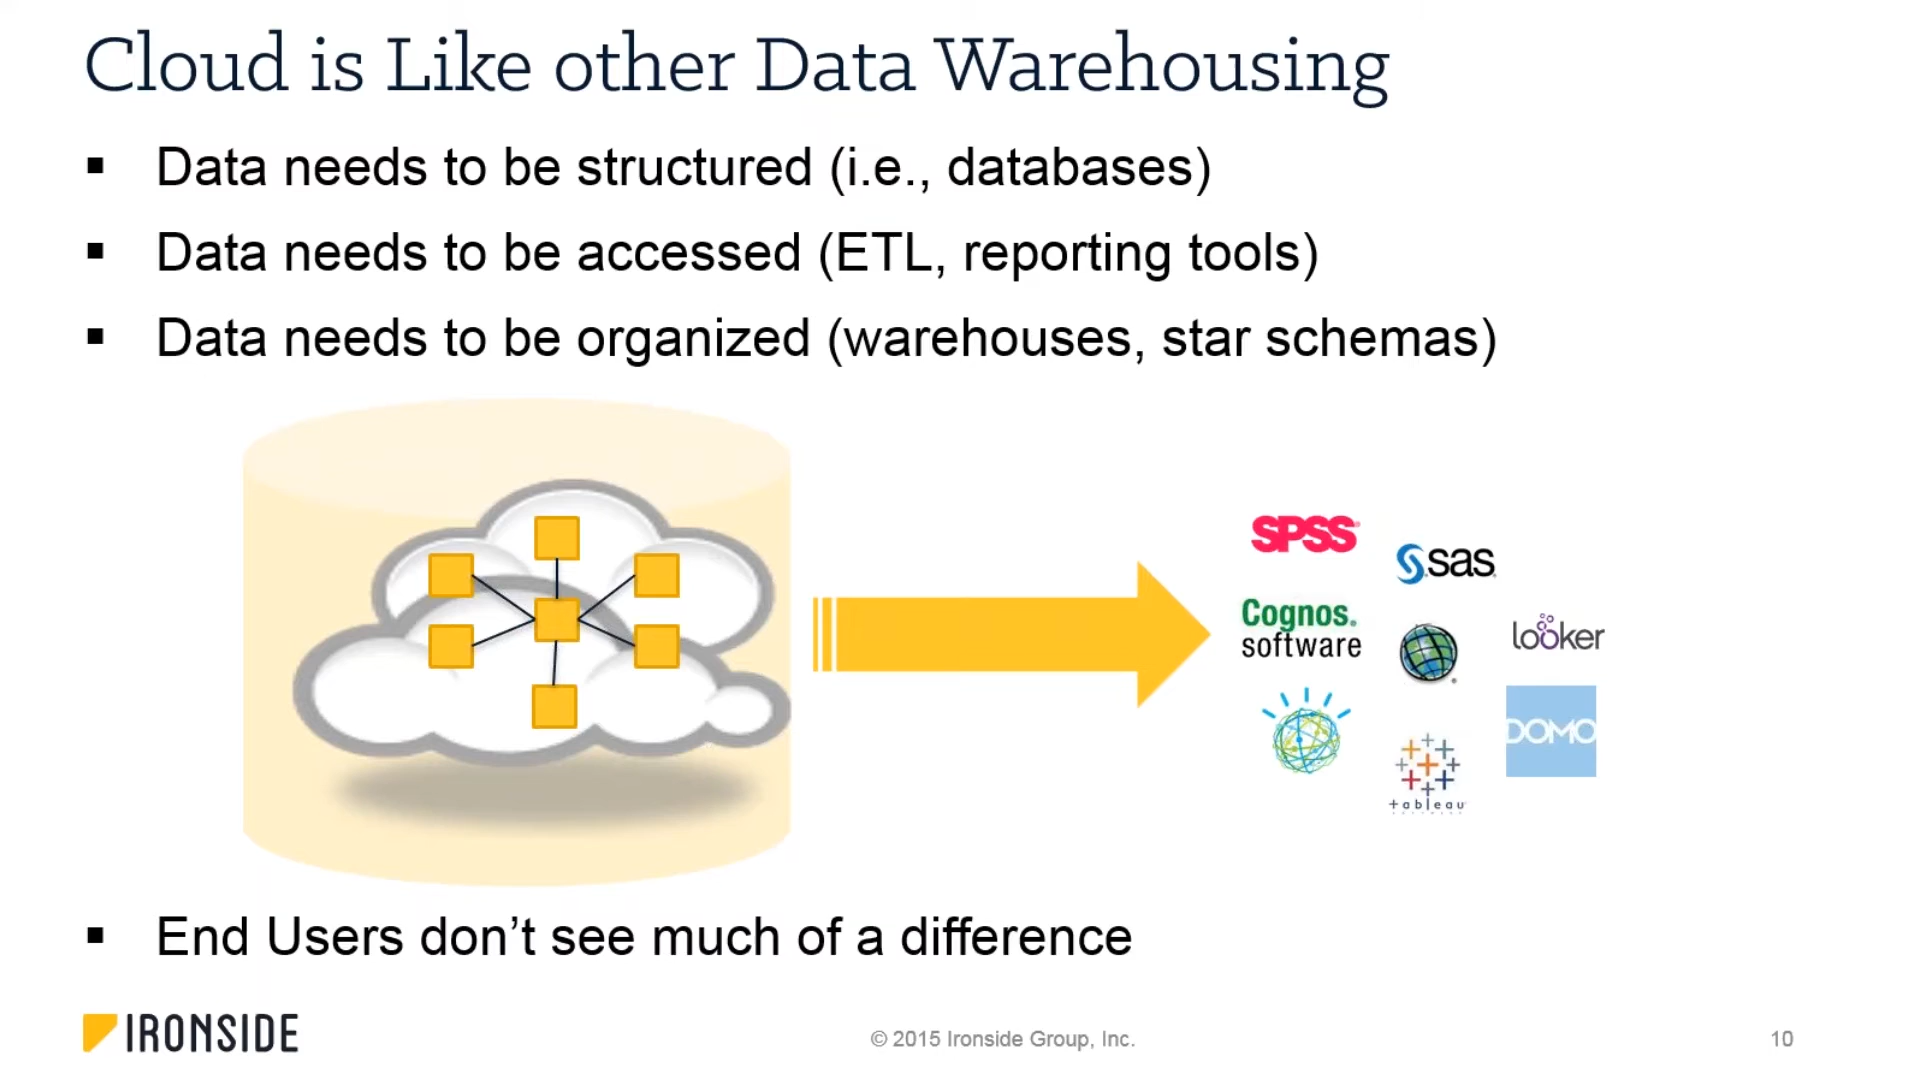 Cloud is Like other Data Warehousing
▪ Data needs to be structured (i.e., databases)
▪ Data needs to be accessed (ETL, reporting tools)
▪ Data needs to be organized (warehouses, star schemas)
SPSS
sas
Cognos.
software
looker
DOMO
+ableau
▪ End Users don’t see much of a difference
IRONSIDE
© 2015 Ironside Group, Inc.
10